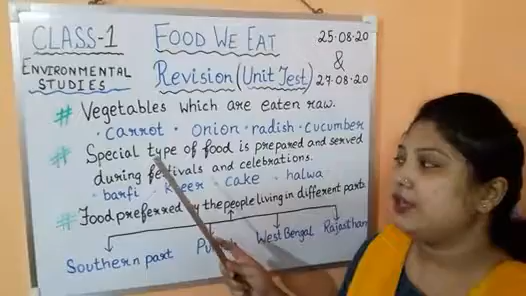 CLASS-1
FOOD WE EAT
25.08.20
&
27.08.20
ENVIRONMENTAL
STUDIES
Revision (Unit Test)
# Vegetables which are eaten raw.
· carrot · onion · radish · cucumber
# Special type of food is prepared and served
during festivals and celebrations.
· barfi · kheer · cake · halwa
# Food preferred by the people living in different part
Southern part
West Bengal
Rajasthan